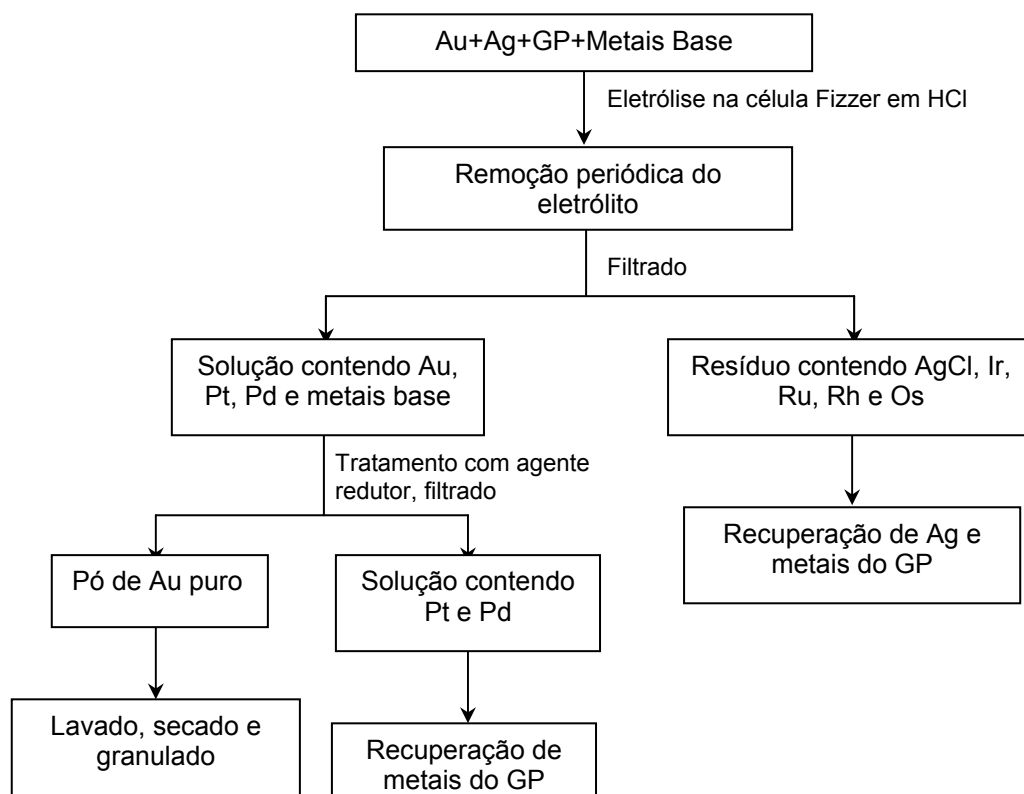 Au+Ag+GP+Metais Base
Eletrólise na célula Fizzer em HCl
Remoção periódica do
eletrólito
Filtrado
Solução contendo Au,
Pt, Pd e metais base
Resíduo contendo AgCl, Ir,
Ru, Rh e Os
Tratamento com agente
redutor, filtrado
Recuperação de Ag e
metais do GP
Pó de Au puro
Solução contendo
Pt e Pd
Lavado, secado e
granulado
Recuperação de
metais do GP